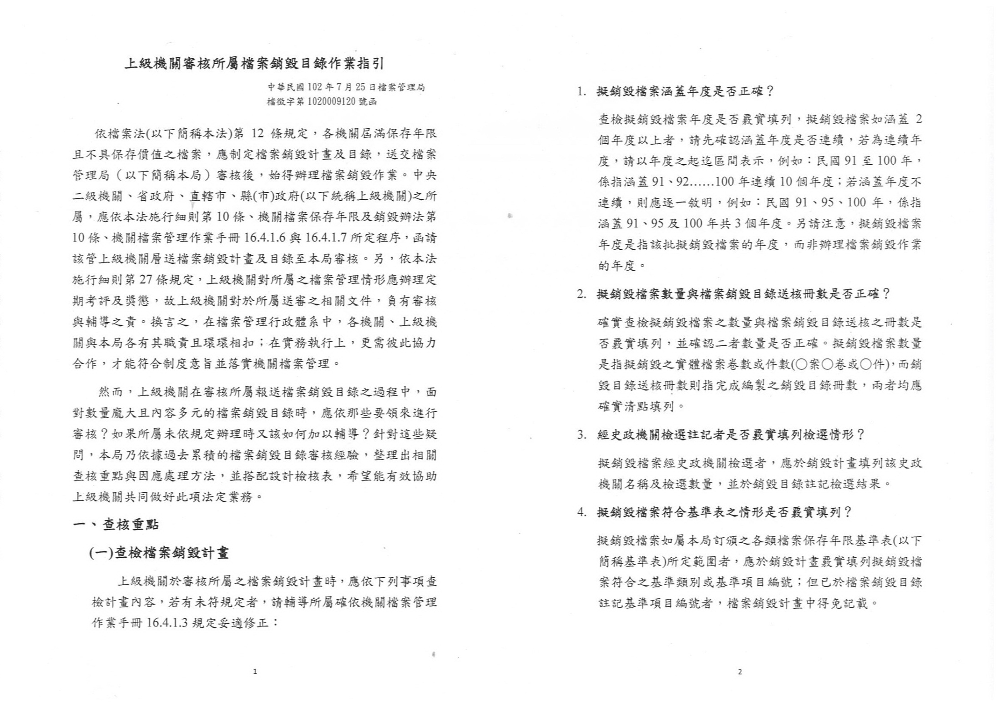 上級機關審核所屬檔案銷毀目錄作業指引
中華民國 102 年 7 月 25 日檔案管理局
檔徵字第 1020009120 號函
依檔案法(以下簡稱本法)第 12 條規定，各機關屆滿保存年限
且不具保存價值之檔案，應制定檔案銷毀計畫及目錄，送交檔案
管理局（以下簡稱本局）審核後，始得辦理檔案銷毀作業。中央
二級機關、省政府、直轄市、縣(市)政府(以下統稱上級機關)之所
屬，應依本法施行細則第 10 條、機關檔案保存年限及銷毀辦法第
10 條、機關檔案管理作業手冊 16.4.1.6 與 16.4.1.7 所定程序，函請
該管上級機關層送檔案銷毀計畫及目錄至本局審核。另，依本法
施行細則第 27 條規定，上級機關對所屬之檔案管理情形應辦理定
期考評及獎懲，故上級機關對於所屬送審之相關文件，負有審核
與輔導之責。換言之，在檔案管理行政體系中，各機關、上級機
關與本局各有其職責且環環相扣；在實務執行上，更需彼此協力
合作，才能符合制度意旨並落實機關檔案管理。
然而，上級機關在審核所屬報送檔案銷毀目錄之過程中，面
對數量龐大且內容多元的檔案銷毀目錄時，應依那些要領來進行
審核？如果所屬未依規定辦理時又該如何加以輔導？針對這些疑
問，本局乃依據過去累積的檔案銷毀目錄審核經驗，整理出相關
查核重點與因應處理方法，並搭配設計檢核表，希望能有效協助
上級機關共同做好此項法定業務。
一、查核重點
(一)查檢檔案銷毀計畫
上級機關於審核所屬之檔案銷毀計畫時，應依下列事項查
檢計畫內容，若有未符規定者，請輔導所屬確依機關檔案管理
作業手冊 16.4.1.3 規定妥適修正：
1
1. 擬銷毀檔案涵蓋年度是否正確？
查檢擬銷毀檔案年度是否覈實填列，擬銷毀檔案如涵蓋 2
個年度以上者，請先確認涵蓋年度是否連續，若為連續年
度，請以年度之起迄區間表示，例如：民國 91 至 100 年，
係指涵蓋 91、92……100 年連續 10 個年度；若涵蓋年度不
連續，則應逐一敘明，例如：民國 91、95、100 年，係指
涵蓋 91、95 及 100 年共 3 個年度。另請注意，擬銷毀檔案
年度是指該批擬銷毀檔案的年度，而非辦理檔案銷毀作業
的年度。
2. 擬銷毀檔案數量與檔案銷毀目錄送核冊數是否正確？
確實查檢擬銷毀檔案之數量與檔案銷毀目錄送核之冊數是
否覈實填列，並確認二者數量是否正確。擬銷毀檔案數量
是指擬銷毀之實體檔案卷數或件數(○案○卷或○件)，而銷
毀目錄送核冊數則指完成編製之銷毀目錄冊數，兩者均應
確實清點填列。
3. 經史政機關檢選註記者是否覈實填列檢選情形？
擬銷毀檔案經史政機關檢選者，應於銷毀計畫填列該史政
機關名稱及檢選數量，並於銷毀目錄註記檢選結果。
4. 擬銷毀檔案符合基準表之情形是否覈實填列？
擬銷毀檔案如屬本局訂頒之各類檔案保存年限基準表(以下
簡稱基準表)所定範圍者，應於銷毀計畫覈實填列擬銷毀檔
案符合之基準類別或基準項目編號；但已於檔案銷毀目錄
註記基準項目編號者，檔案銷毀計畫中得免記載。
2